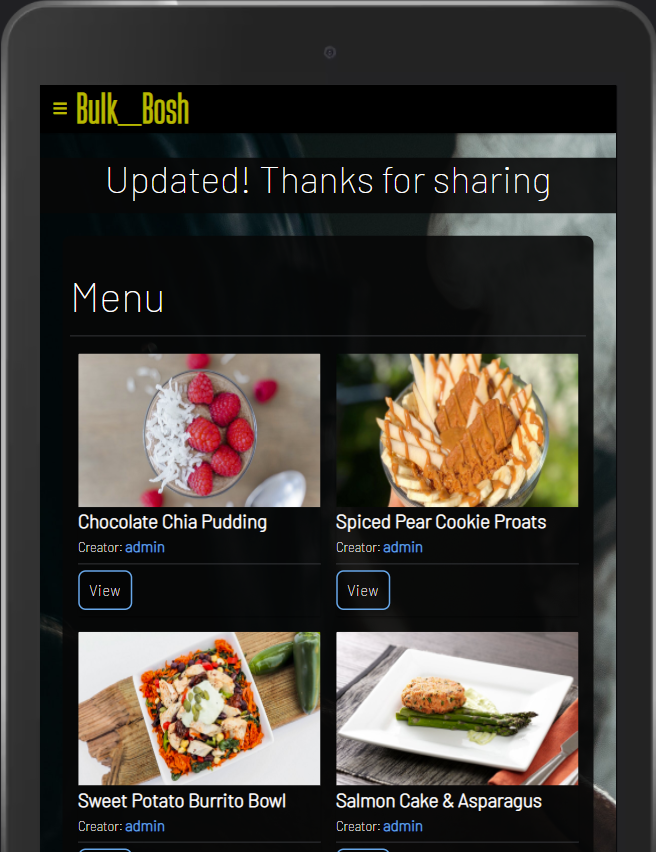 Bulk__Bosh
Updated! Thanks for sharing
Menu
Chocolate Chia Pudding
Creator: admin
View
Spiced Pear Cookie Proats
Creator: admin
View
Sweet Potato Burrito Bowl
Creator: admin
Salmon Cake & Asparagus
Creator: admin